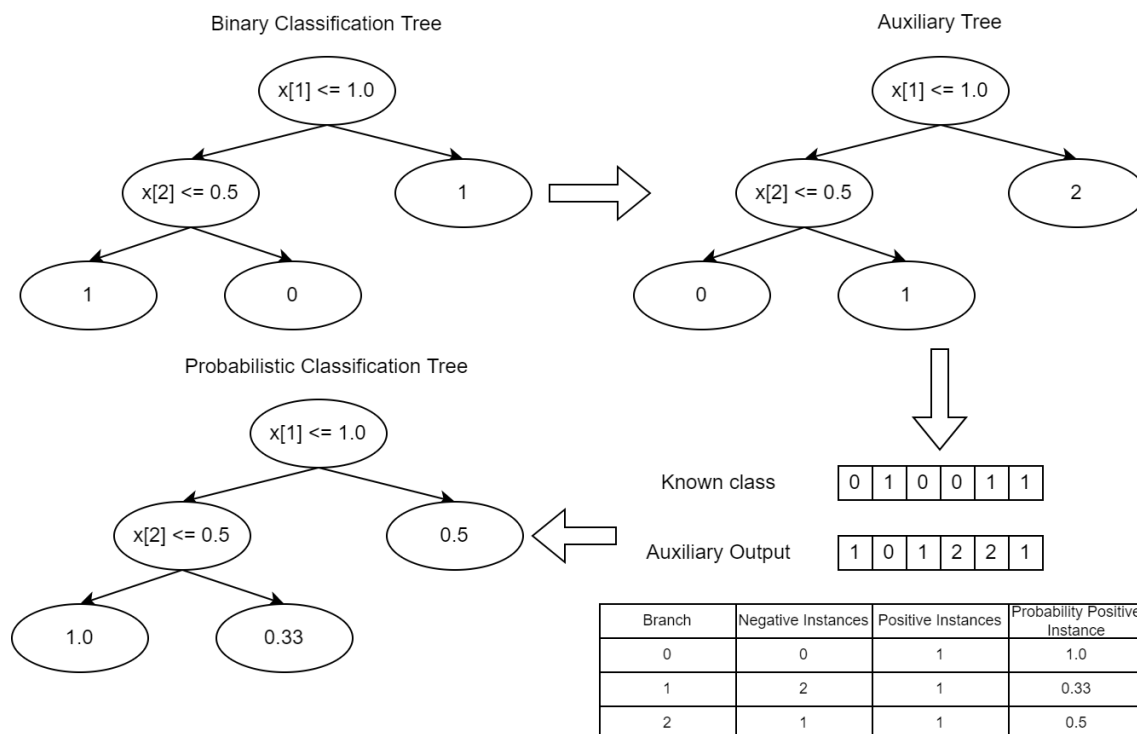 Binary Classification Tree
x[1] <= 1.0
x[2] <= 0.5
1
1
0
Auxiliary Tree
x[1] <= 1.0
x[2] <= 0.5
2
0
1
Probabilistic Classification Tree
x[1] <= 1.0
x[2] <= 0.5
0.5
1.0
0.33
Known class 0 1 0 0 1 1
Auxiliary Output 1 0 1 2 2 1
Branch Negative Instances Positive Instances Probability Positive
Instance
0 0 1 1.0
1 2 1 0.33
2 1 1 0.5